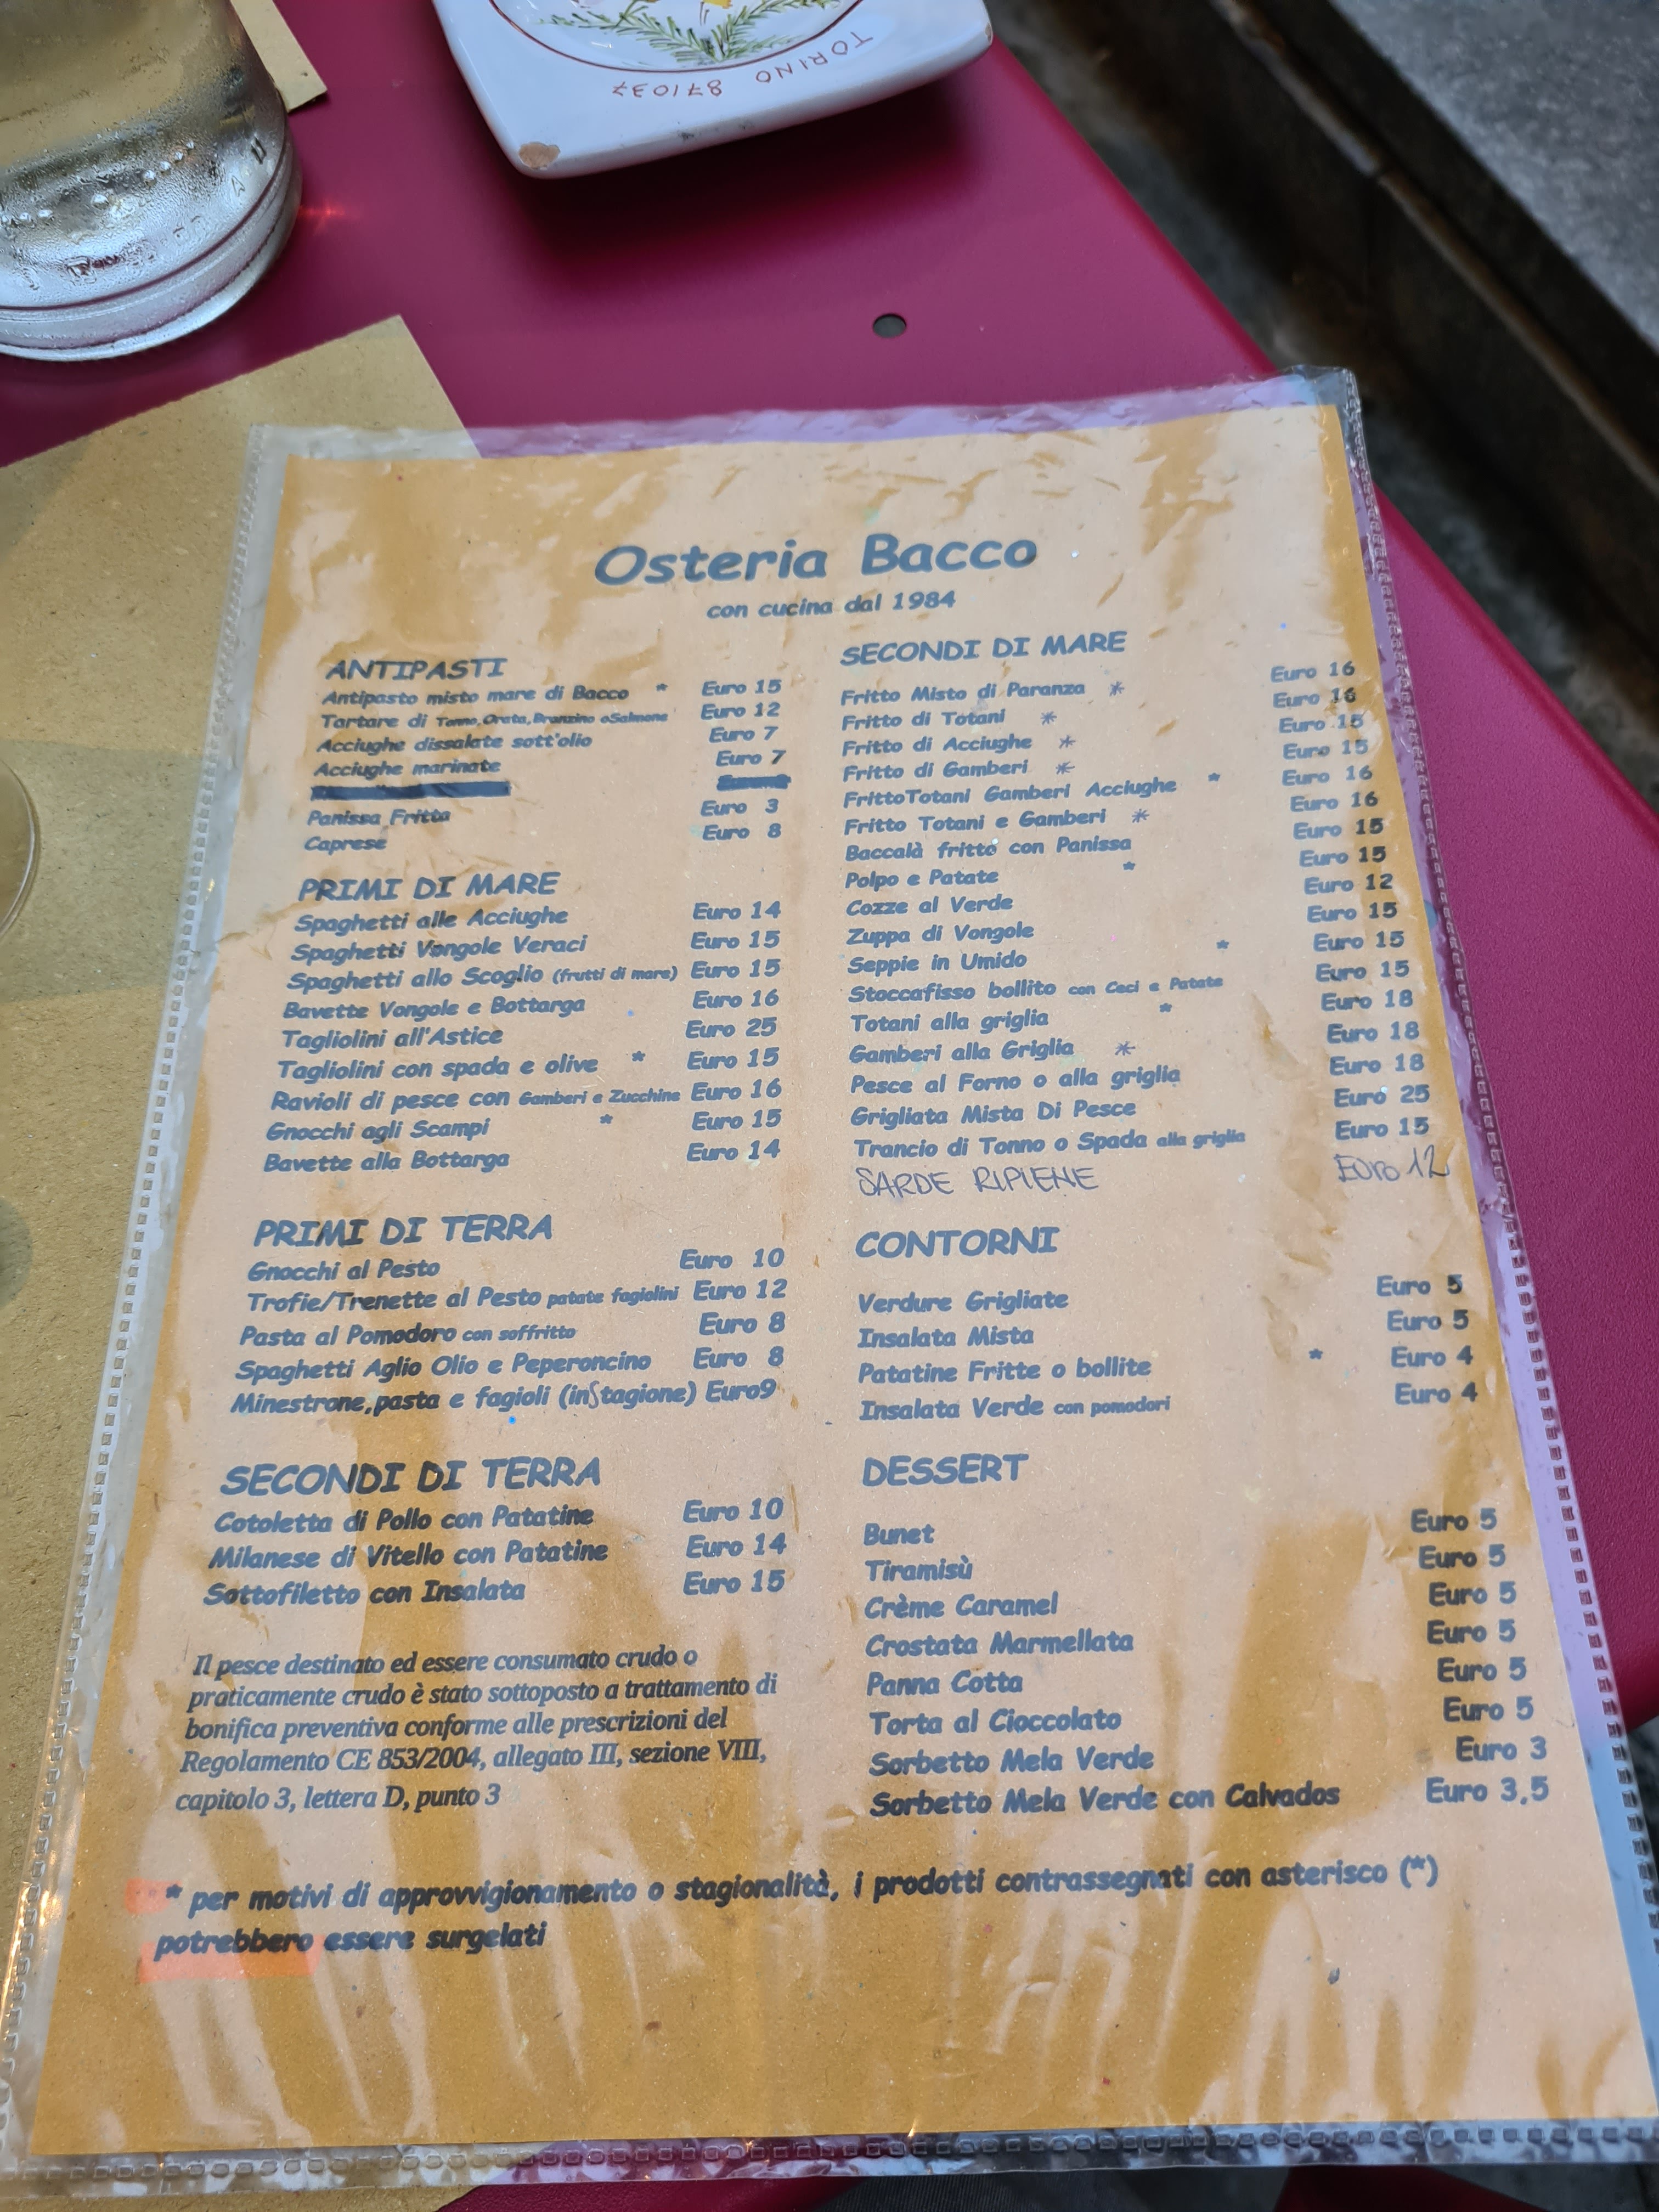 TORINO 871037
Osteria Bacco
con cucina dal 1984
ANTIPASTI
Antipasto misto mare di Bacco * Euro 15
Tartare di Tonno,Orata,Branzino oSalmone Euro 12
Acciughe dissalate sott'olio Euro 7
Acciughe marinate Euro 7
Panissa Fritta Euro 3
Caprese Euro 8
PRIMI DI MARE
Spaghetti alle Acciughe Euro 14
Spaghetti Vongole Veraci Euro 15
Spaghetti allo Scoglio (frutti di mare) Euro 15
Bavette Vongole e Bottarga Euro 16
Tagliolini all'Astice Euro 25
Tagliolini con spada e olive * Euro 15
Ravioli di pesce con Gamberi e Zucchine Euro 16
Gnocchi agli Scampi * Euro 15
Bavette alla Bottarga Euro 14
PRIMI DI TERRA
Gnocchi al Pesto Euro 10
Trofie/Trenette al Pesto patate fagiolini Euro 12
Pasta al Pomodoro con soffritto Euro 8
Spaghetti Aglio Olio e Peperoncino Euro 8
Minestrone,pasta e fagioli (inStagione) Euro9
SECONDI DI TERRA
Cotoletta di Pollo con Patatine Euro 10
Milanese di Vitello con Patatine Euro 14
Sottofiletto con Insalata Euro 15
Il pesce destinato ed essere consumato crudo o
praticamente crudo è stato sottoposto a trattamento di
bonifica preventiva conforme alle prescrizioni del
Regolamento CE 853/2004, allegato III, sezione VIII,
capitolo 3, lettera D, punto 3
SECONDI DI MARE
Fritto Misto di Paranza * Euro 16
Fritto di Totani * Euro 16
Fritto di Acciughe * Euro 15
Fritto di Gamberi * Euro 15
FrittoTotani Gamberi Acciughe * Euro 16
Fritto Totani e Gamberi * Euro 16
Baccalà fritto con Panissa Euro 15
Polpo e Patate * Euro 15
Cozze al Verde Euro 12
Zuppa di Vongole Euro 15
Seppie in Umido * Euro 15
Stoccafisso bollito con Ceci e Patate Euro 15
Totani alla griglia * Euro 18
Gamberi alla Griglia * Euro 18
Pesce al Forno o alla griglia Euro 18
Grigliata Mista Di Pesce Euro 25
Trancio di Tonno o Spada alla griglia Euro 15
SARDE RIPIENE Euro 12
CONTORNI
Verdure Grigliate Euro 5
Insalata Mista Euro 5
Patatine Fritte o bollite * Euro 4
Insalata Verde con pomodori Euro 4
DESSERT
Bunet Euro 5
Tiramisù Euro 5
Crème Caramel Euro 5
Crostata Marmellata Euro 5
Panna Cotta Euro 5
Torta al Cioccolato Euro 5
Sorbetto Mela Verde Euro 3
Sorbetto Mela Verde con Calvados Euro 3,5
* per motivi di approvvigionamento o stagionalità, i prodotti contrassegnati con asterisco (*)
potrebbero essere surgelati